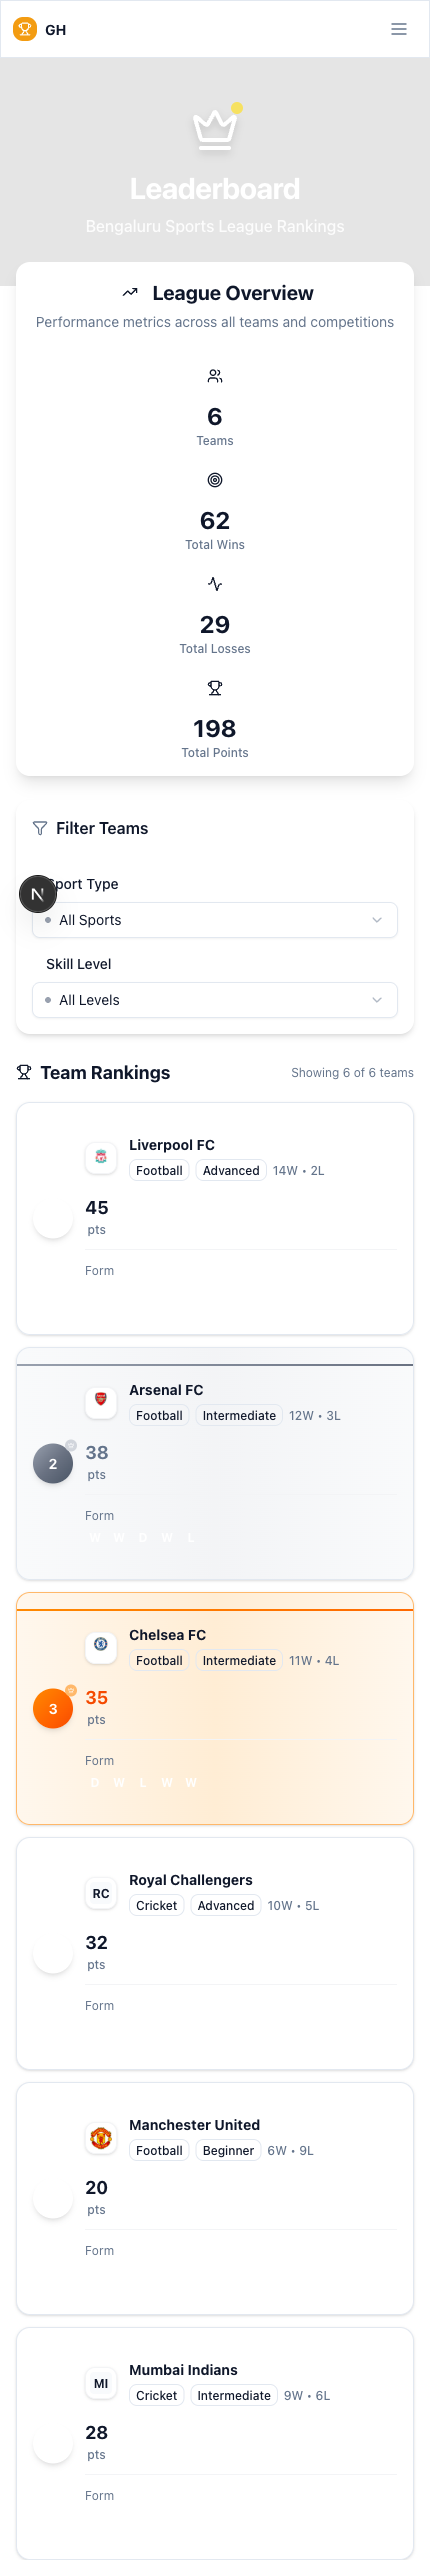 GH
Leaderboard
Bengaluru Sports League Rankings
League Overview
Performance metrics across all teams and competitions
6
Teams
62
Total Wins
29
Total Losses
198
Total Points
Filter Teams
Sport Type
N
All Sports
Skill Level
All Levels
Team Rankings
Showing 6 of 6 teams
Liverpool FC
Football Advanced 14W • 2L
45
pts
Form
Arsenal FC
Football Intermediate 12W • 3L
2
38
pts
Form
W W D W L
Chelsea FC
Football Intermediate 11W • 4L
3
35
pts
Form
D W L W W
RC
Royal Challengers
Cricket Advanced 10W • 5L
32
pts
Form
Manchester United
Football Beginner 6W • 9L
20
pts
Form
MI
Mumbai Indians
Cricket Intermediate 9W • 6L
28
pts
Form